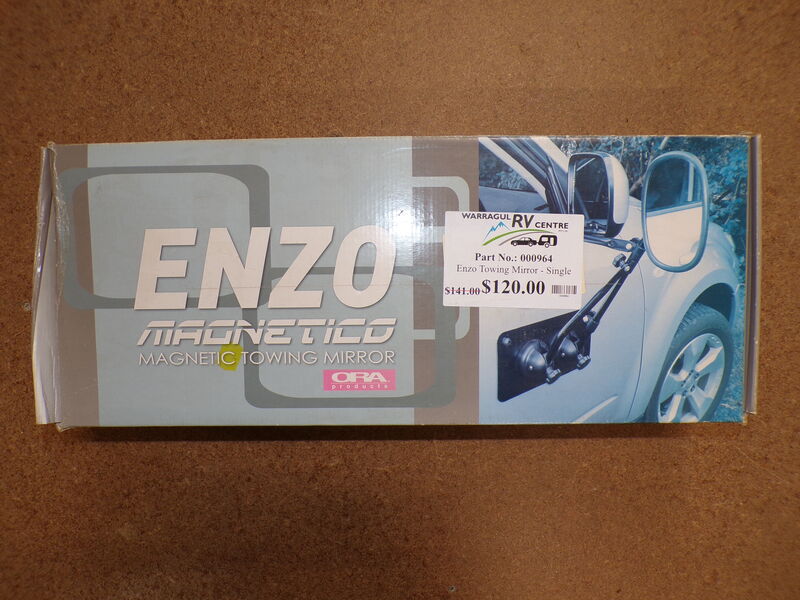 ENZO
MAGNETICO
MAGNETIC TOWING MIRROR
ORA
products
WARRAGUL RV CENTRE
Part No.: 000964
Enzo Towing Mirror - Single
$141.00 $120.00